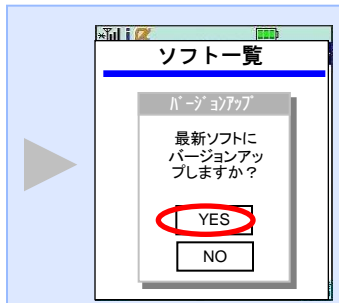 ソフト一覧
ﾊﾞｰｼﾞｮﾝｱｯﾌﾟ
最新ソフトに
バージョンアッ
プしますか？
YES
NO